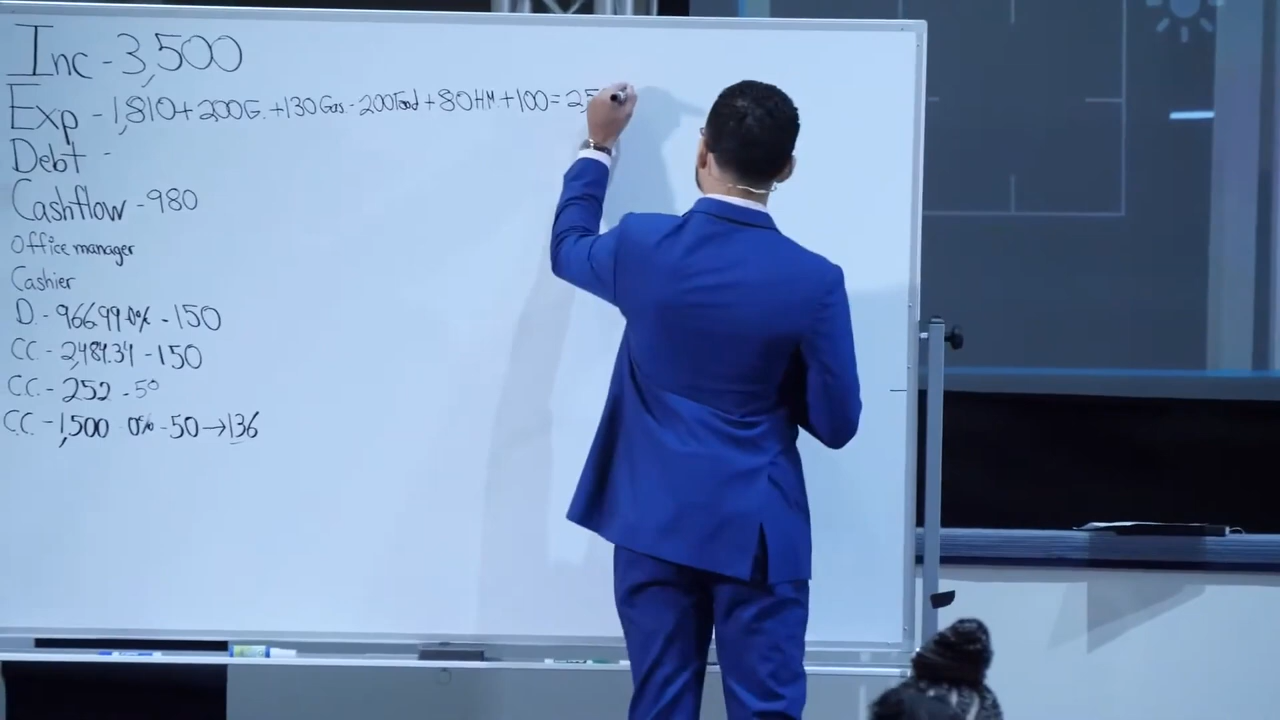 Inc - 3,500
Exp - 1,810 + 200G. + 130 Gas - 200 Food + 80 HM + 100 = 25
Debt -
Cashflow - 980
Office manager
Cashier
D. - 966.99 0% - 150
CC. - 2,484.34 - 150
CC. - 252 - 50
C.C. - 1,500 0% - 50 → 136